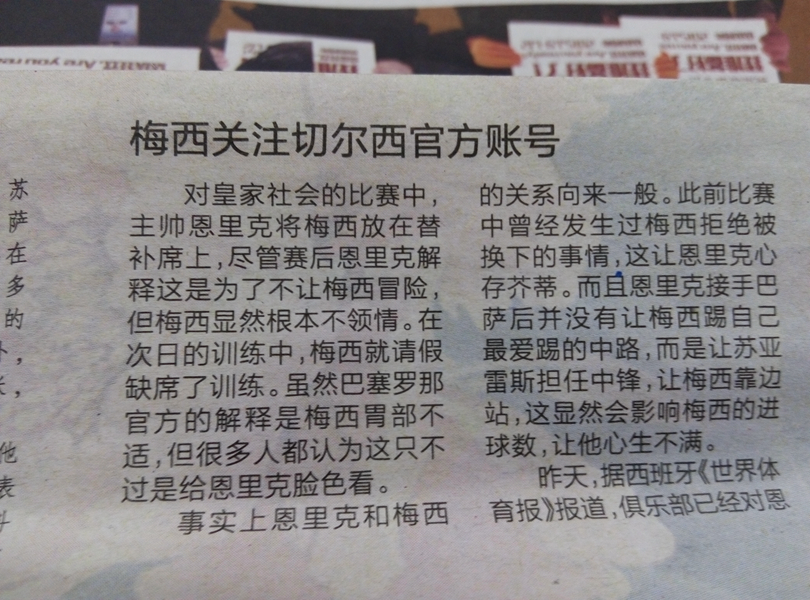 梅西关注切尔西官方账号
对皇家社会的比赛中，
主帅恩里克将梅西放在替
补席上，尽管赛后恩里克解
释这是为了不让梅西冒险，
但梅西显然根本不领情。在
次日的训练中，梅西就请假
缺席了训练。虽然巴塞罗那
官方的解释是梅西胃部不
适，但很多人都认为这只不
过是给恩里克脸色看。
事实上恩里克和梅西
的关系向来一般。此前比赛
中曾经发生过梅西拒绝被
换下的事情，这让恩里克心
存芥蒂。而且恩里克接手巴
萨后并没有让梅西踢自己
最爱踢的中路，而是让苏亚
雷斯担任中锋，让梅西靠边
站，这显然会影响梅西的进
球数，让他心生不满。
昨天，据西班牙《世界体
育报》报道，俱乐部已经对恩
苏
萨
在
多
的
他
表